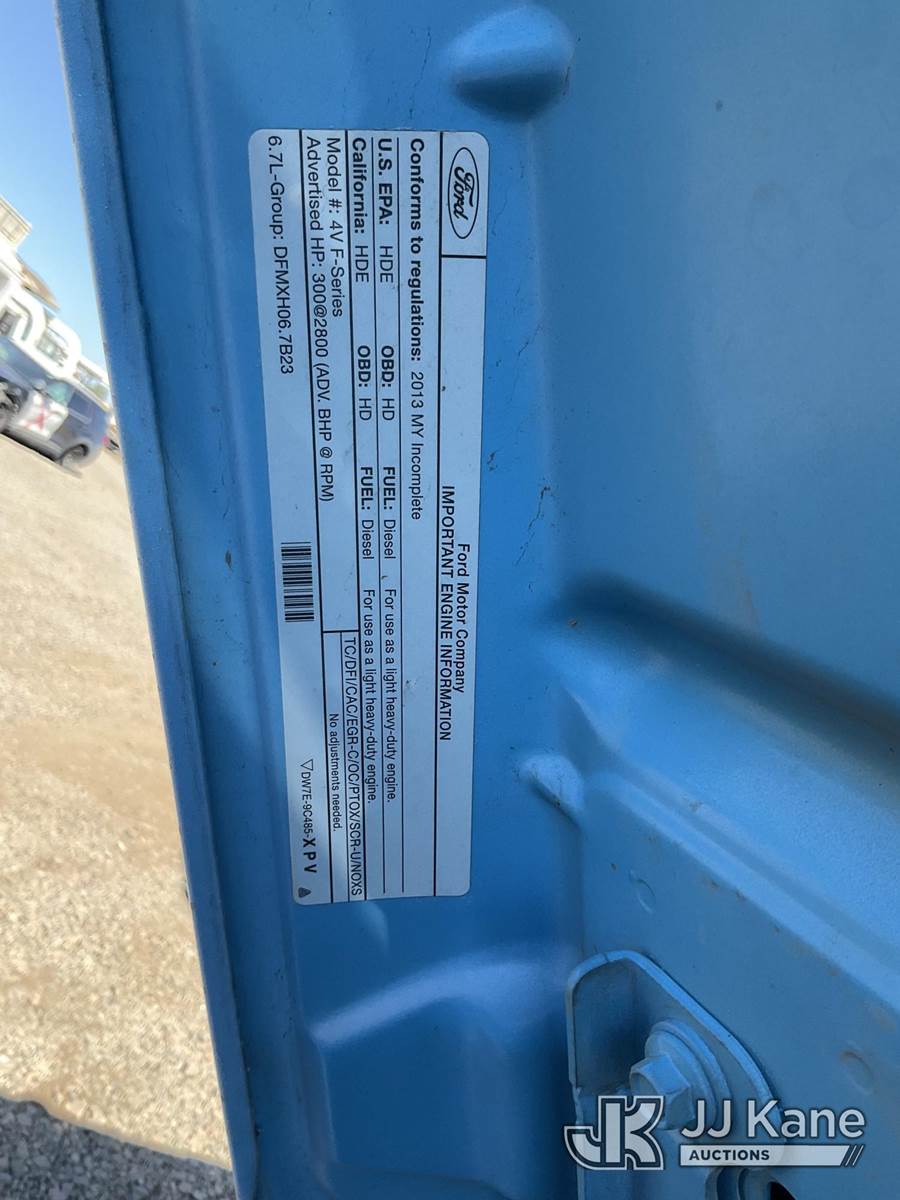 Ford
Ford Motor Company
IMPORTANT ENGINE INFORMATION
Conforms to regulations: 2013 MY Incomplete
U.S. EPA: HDE OBD: HD FUEL: Diesel For use as a light heavy-duty engine.
California: HDE OBD: HD FUEL: Diesel For use as a light heavy-duty engine.
Model #: 4V F-Series
Advertised HP: 300@2800 (ADV. BHP @ RPM)
TC/DFI/CAC/EGR-C/OC/PTOX/SCR-U/NOXS
No adjustments needed.
6.7L-Group: DFMXH06.7B23
▽DW7E-9C485-X P V
JK JJ Kane
AUCTIONS